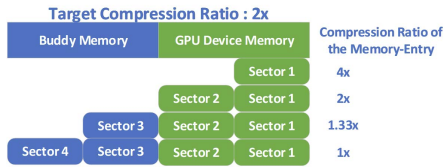 Target Compression Ratio : 2x
Buddy Memory GPU Device Memory Compression Ratio of
the Memory-Entry
Sector 1 4x
Sector 2 Sector 1 2x
Sector 3 Sector 2 Sector 1 1.33x
Sector 4 Sector 3 Sector 2 Sector 1 1x